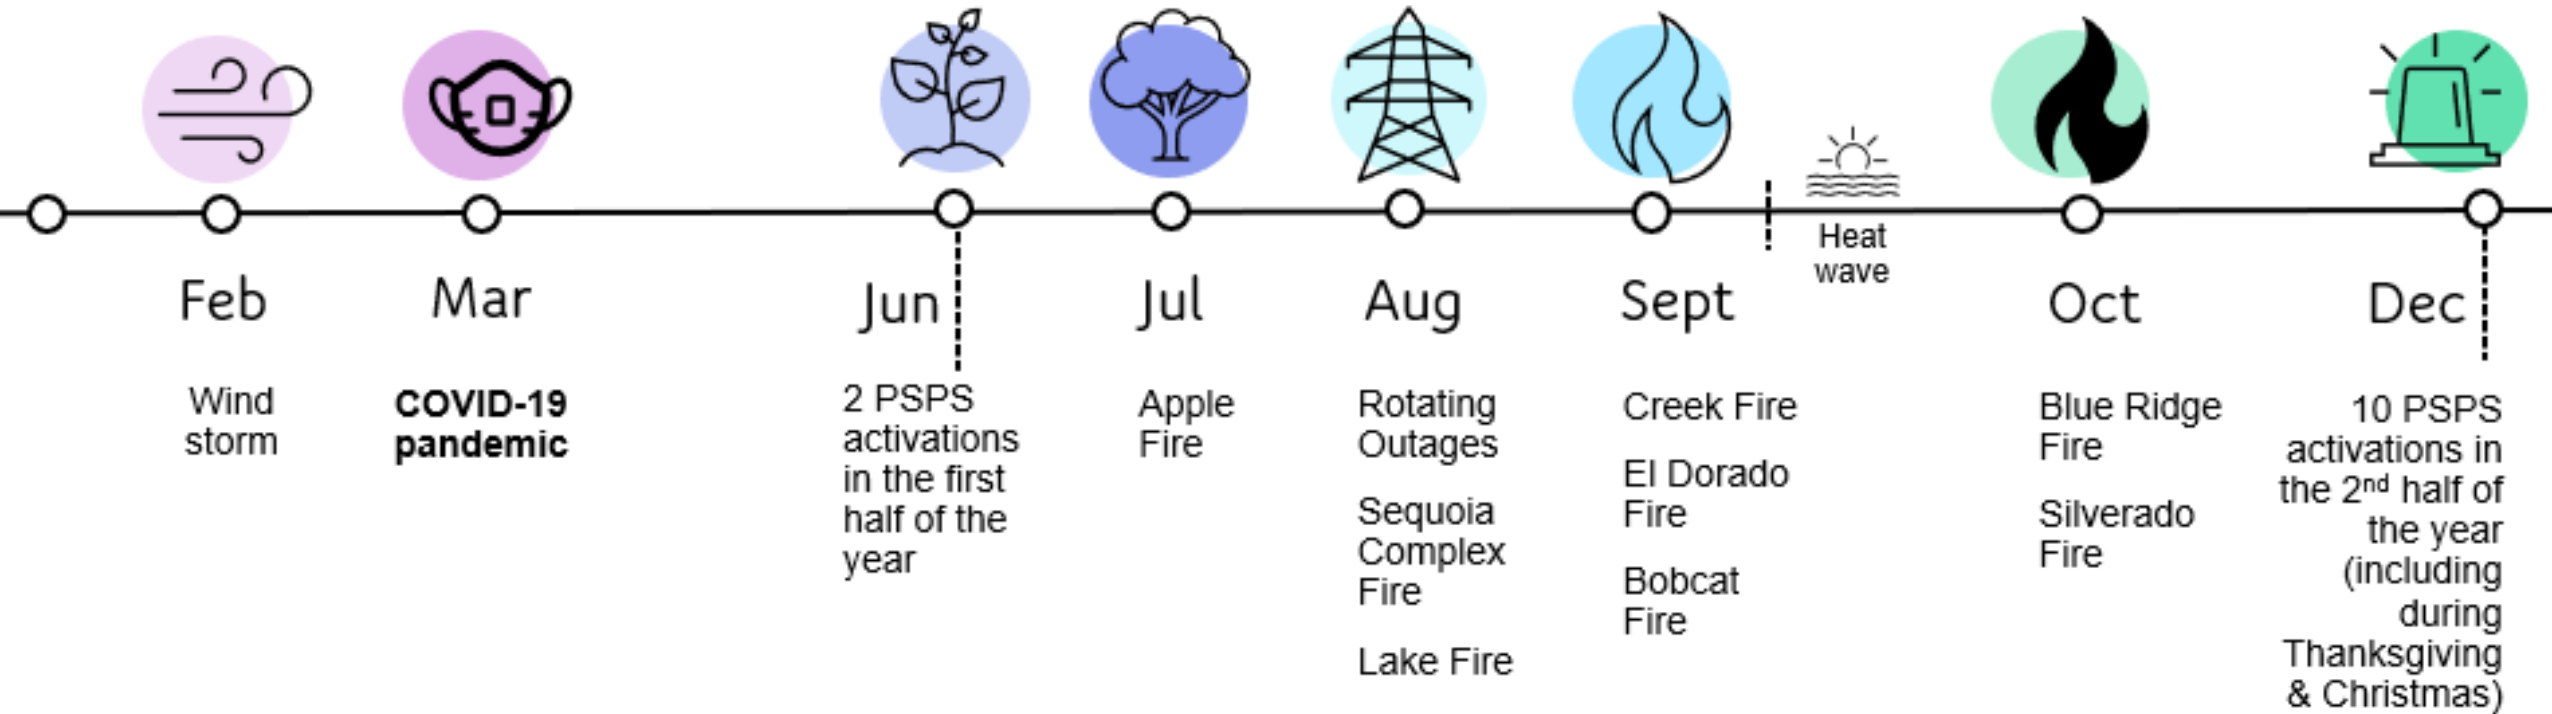 Heat
wave
Feb
Mar
Jun
Jul
Aug
Sept
Oct
Dec
Wind
storm
COVID-19
pandemic
2 PSPS
activations
in the first
half of the
year
Apple
Fire
Rotating
Outages
Sequoia
Complex
Fire
Lake Fire
Creek Fire
El Dorado
Fire
Bobcat
Fire
Blue Ridge
Fire
Silverado
Fire
10 PSPS
activations in
the 2nd half of
the year
(including
during
Thanksgiving
& Christmas)